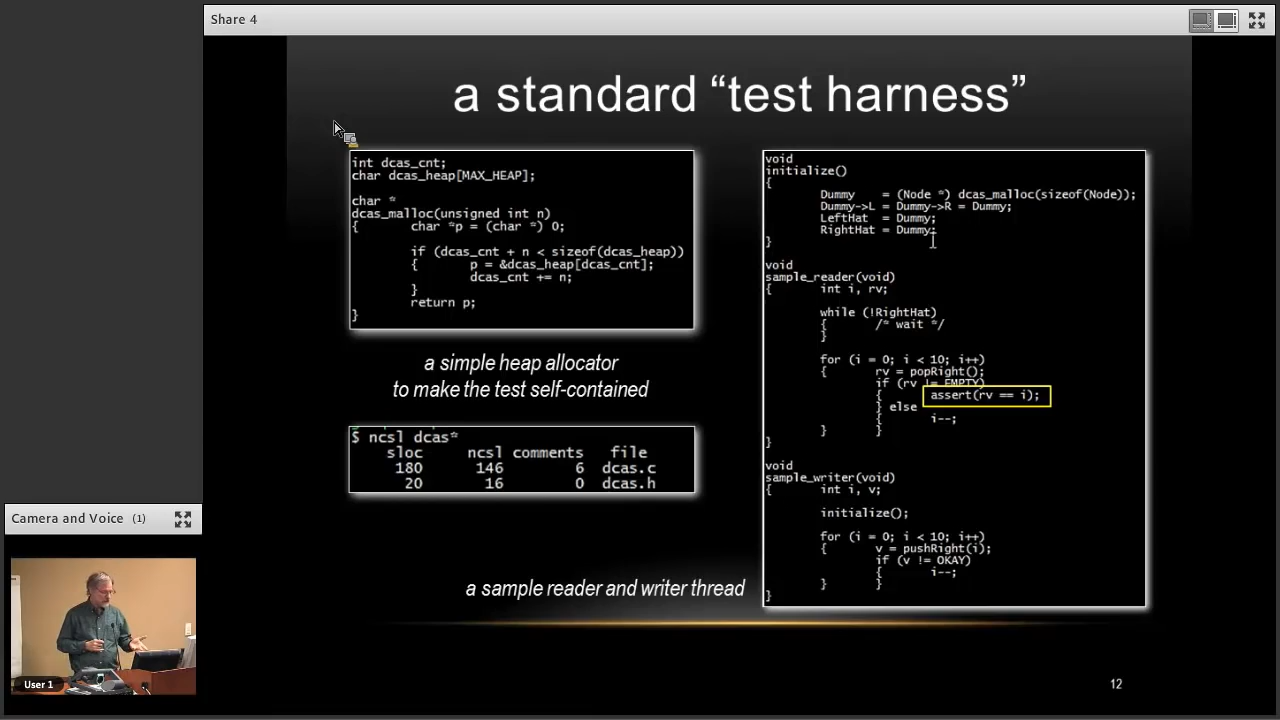 Share 4
a standard “test harness”
int dcas_cnt;
char dcas_heap[MAX_HEAP];
char *
dcas_malloc(unsigned int n)
{ char *p = (char *) 0;
if (dcas_cnt + n < sizeof(dcas_heap))
{ p = &dcas_heap[dcas_cnt];
dcas_cnt += n;
}
return p;
}
a simple heap allocator
to make the test self-contained
$ ncsl dcas*
sloc ncsl comments file
180 146 6 dcas.c
20 16 0 dcas.h
a sample reader and writer thread
void
initialize()
{
Dummy = (Node *) dcas_malloc(sizeof(Node));
Dummy->L = Dummy->R = Dummy;
LeftHat = Dummy;
RightHat = Dummy;
}
void
sample_reader(void)
{ int i, rv;
while (!RightHat)
{ /* wait */
}
for (i = 0; i < 10; i++)
{ rv = popRight();
if (rv != EMPTY)
{ assert(rv == i);
} else
{ i--;
} }
}
void
sample_writer(void)
{ int i, v;
initialize();
for (i = 0; i < 10; i++)
{ v = pushRight(i);
if (v != OKAY)
{ i--;
} }
}
12
Camera and Voice (1)
User 1